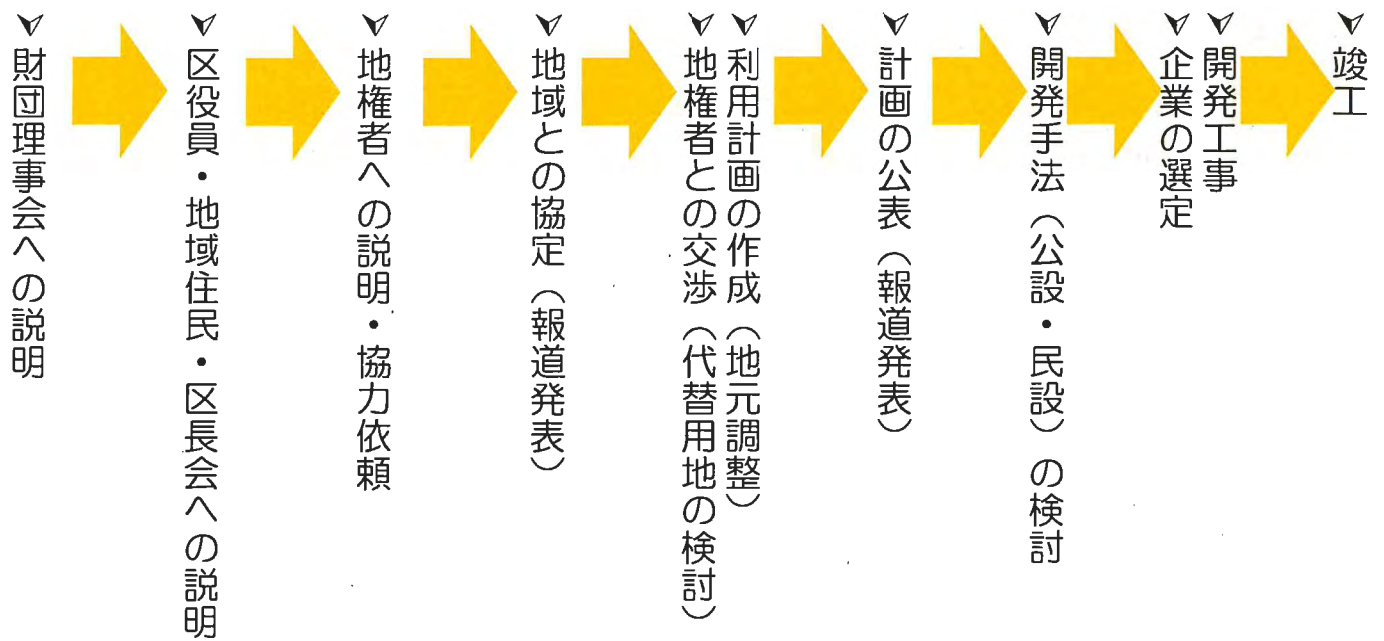 ➢財団理事会への説明
➢区役員・地域住民・区長会への説明
➢地権者への説明・協力依頼
➢地域との協定（報道発表）
➢利用計画の作成（地元調整）
➢地権者との交渉（代替用地の検討）
➢計画の公表（報道発表）
➢開発手法（公設・民設）の検討
➢開発工事
➢企業の選定
➢竣工